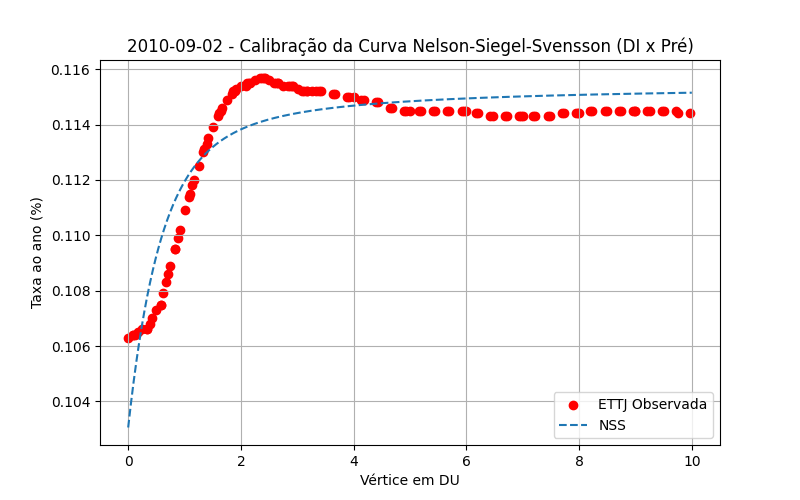 2010-09-02 - Calibração da Curva Nelson-Siegel-Svensson (DI x Pré)
0.116
0.114
0.112
0.110
0.108
0.106
0.104
Taxa ao ano (%)
ETTJ Observada
NSS
0 2 4 6 8 10
Vértice em DU